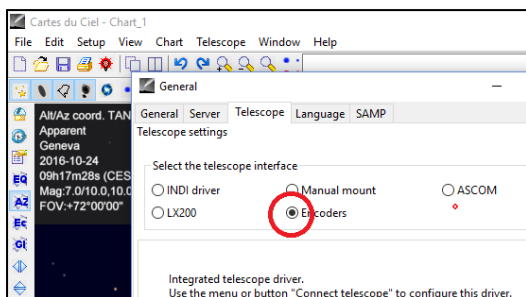 Cartes du Ciel - Chart_1
File Edit Setup View Chart Telescope Window Help
General
General Server Telescope Language SAMP
Telescope settings
Select the telescope interface
INDI driver Manual mount ASCOM
LX200 Encoders
Integrated telescope driver.
Use the menu or button "Connect telescope" to configure this driver.
Alt/Az coord. TAN
Apparent
Geneva
2016-10-24
09h17m28s (CES
Mag:7.0/10.0,10.0
FOV:+72°00'00"
EQ
AZ
EC
Gl